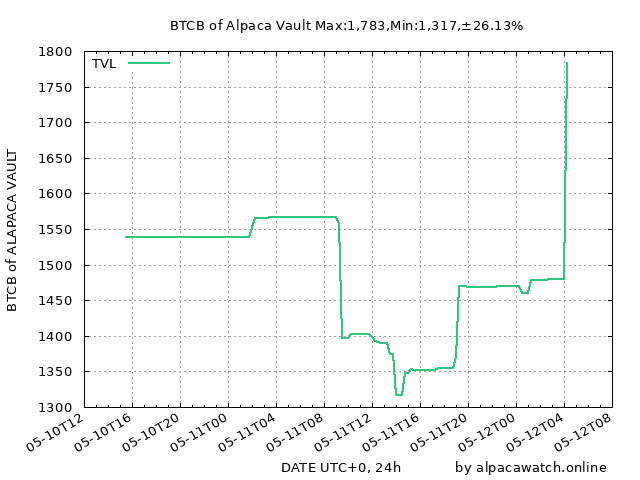 BTCB of Alpaca Vault Max:1,783,Min:1,317,±26.13%
TVL
1800
1750
1700
1650
1600
1550
1500
1450
1400
1350
1300
BTCB of ALAPACA VAULT
05-10T12
05-10T16
05-10T20
05-11T00
05-11T04
05-11T08
05-11T12
05-11T16
05-11T20
05-12T00
05-12T04
05-12T08
DATE UTC+0, 24h
by alpacawatch.online